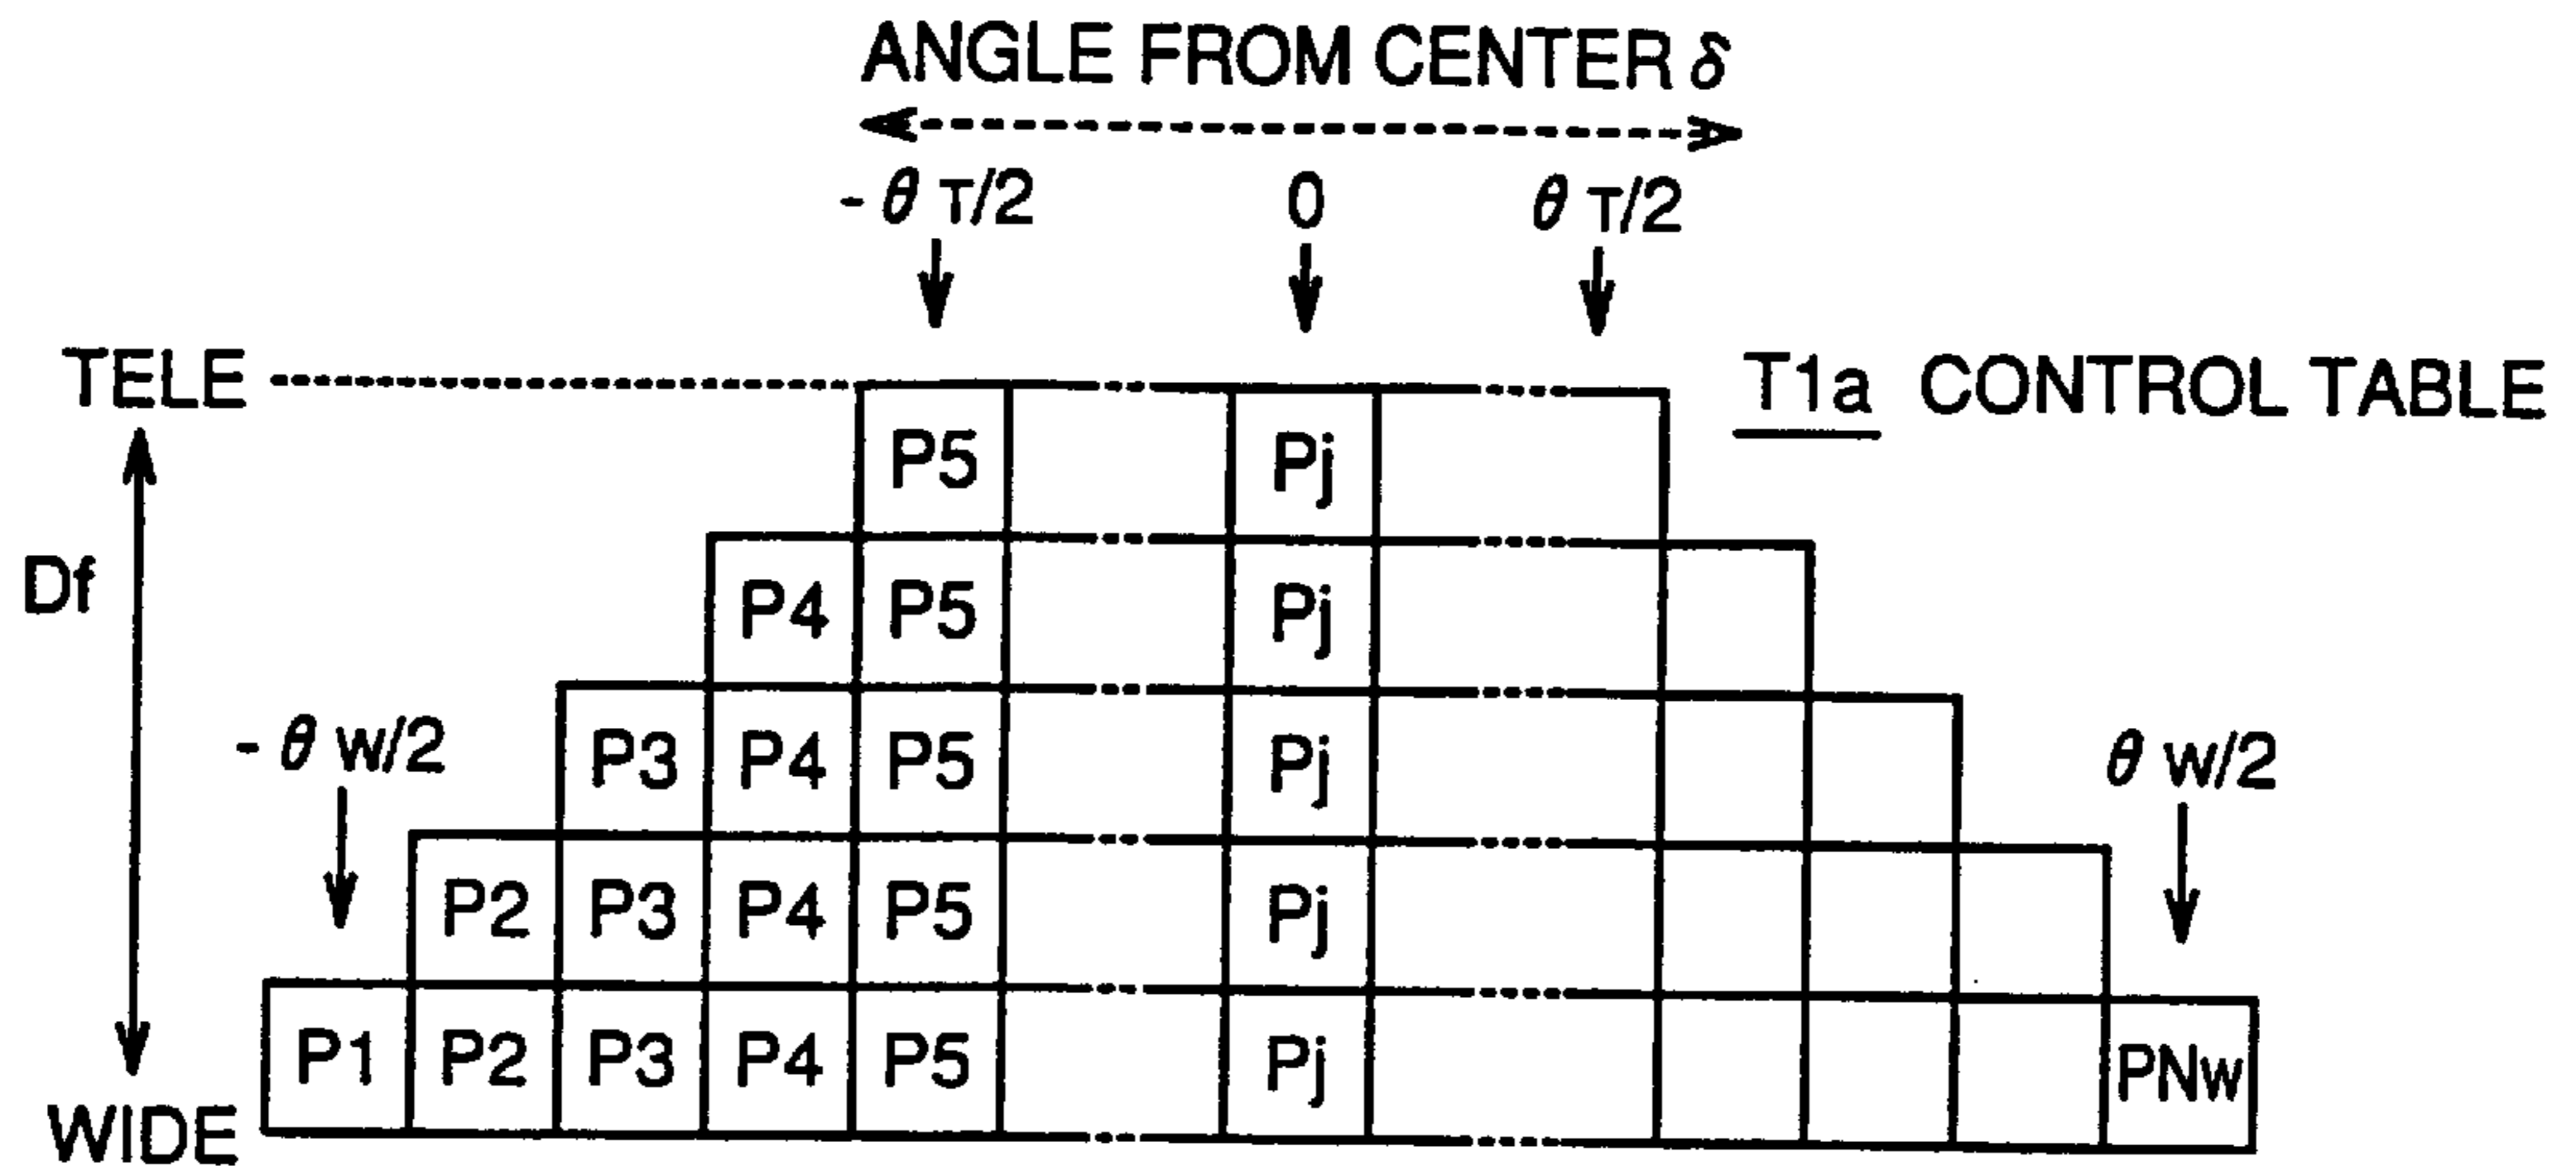 ANGLE FROM CENTER δ
- θ T/2 0 θ T/2
TELE T1a CONTROL TABLE
P5 Pj
Df
P4 P5 Pj
- θ W/2 P3 P4 P5 Pj θ W/2
P2 P3 P4 P5 Pj
P1 P2 P3 P4 P5 Pj PNw
WIDE